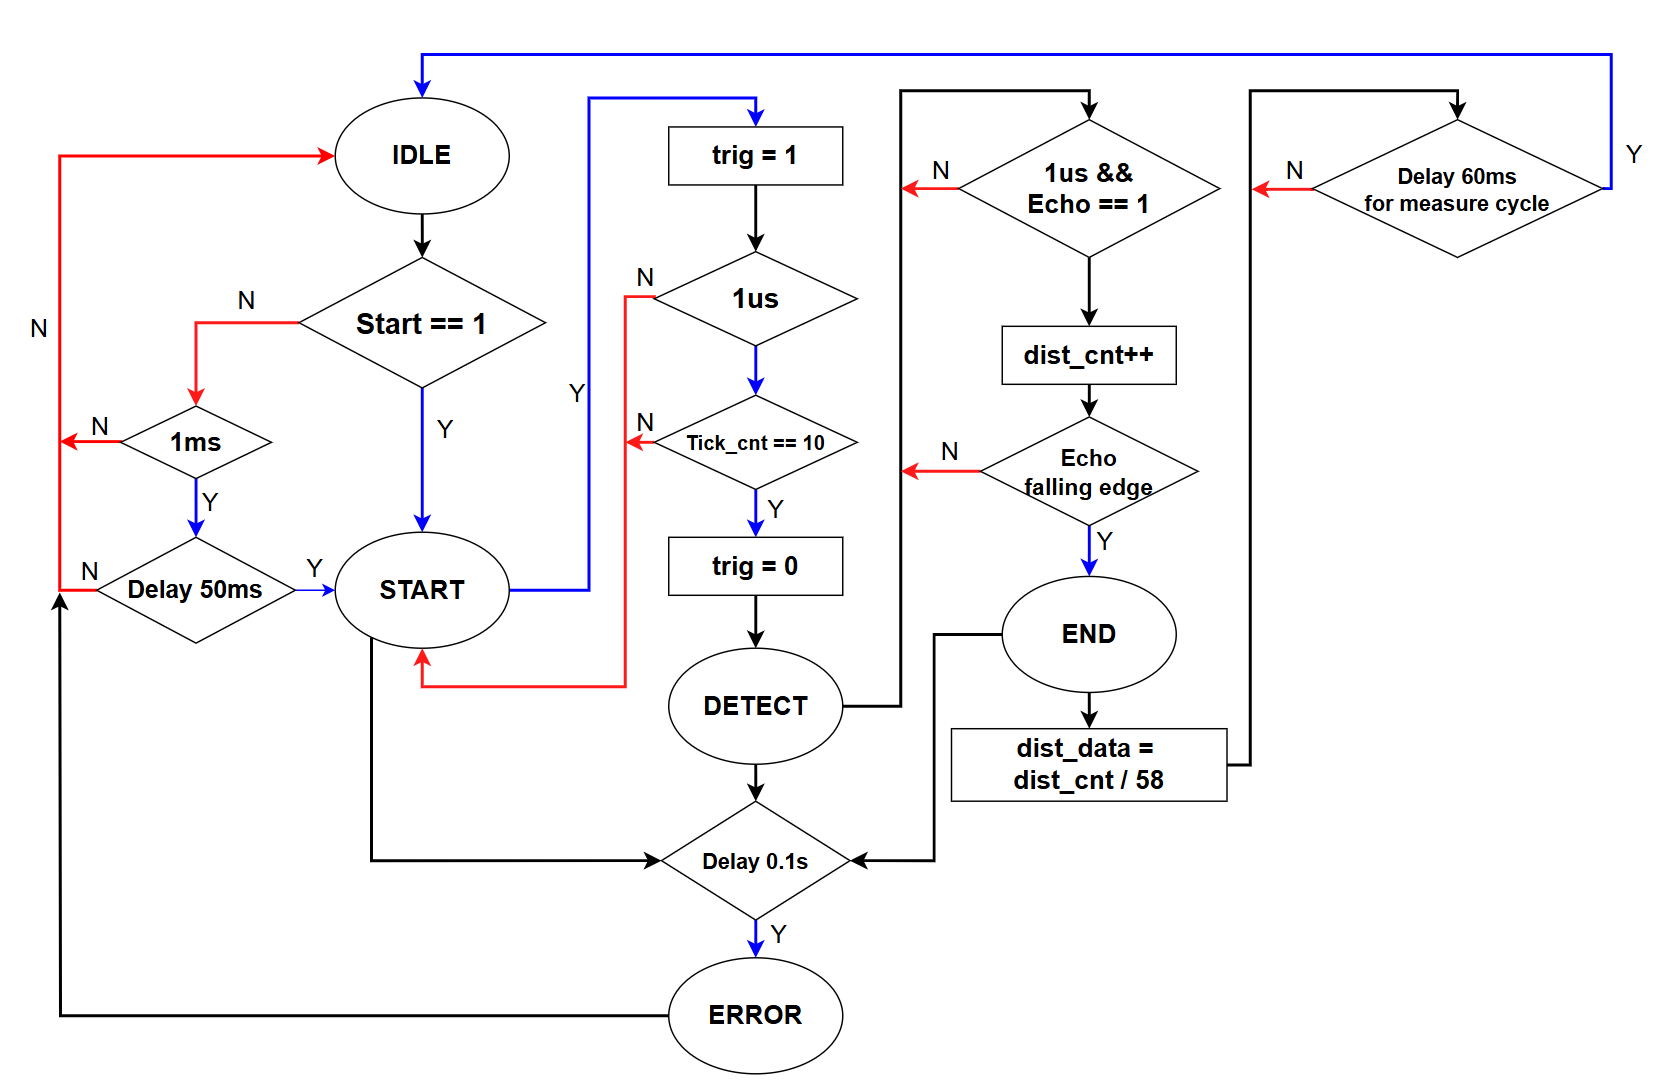 IDLE
Start == 1
N
Y
N
N
1ms
Y
N
Delay 50ms
Y
START
Y
trig = 1
N
1us
N
Tick_cnt == 10
Y
trig = 0
DETECT
Delay 0.1s
Y
ERROR
N
1us &&
Echo == 1
dist_cnt++
N
Echo
falling edge
Y
END
dist_data =
dist_cnt / 58
N
Delay 60ms
for measure cycle
Y